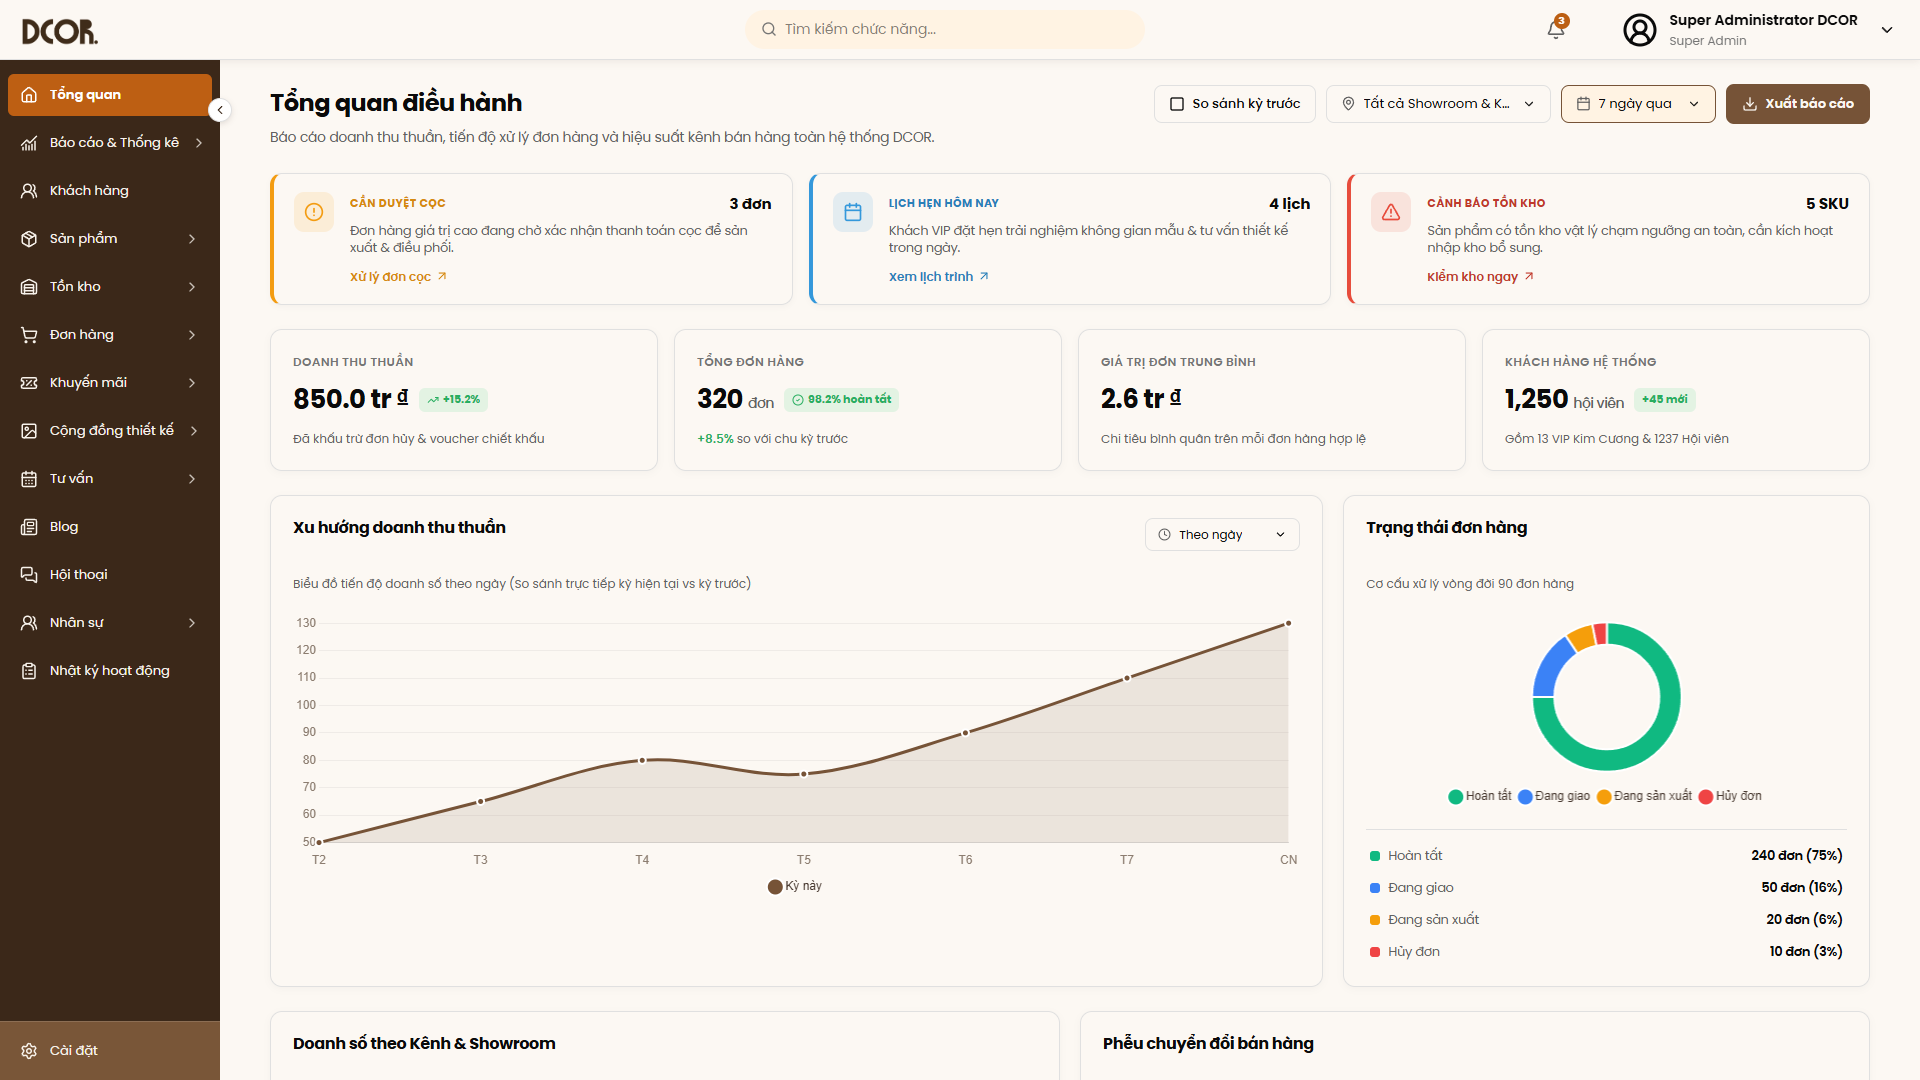 DCOR.
Tìm kiếm chức năng...
3
Super Administrator DCOR
Super Admin
Tổng quan
Báo cáo & Thống kê
Khách hàng
Sản phẩm
Tồn kho
Đơn hàng
Khuyến mãi
Cộng đồng thiết kế
Tư vấn
Blog
Hội thoại
Nhân sự
Nhật ký hoạt động
Cài đặt
Tổng quan điều hành
Báo cáo doanh thu thuần, tiến độ xử lý đơn hàng và hiệu suất kênh bán hàng toàn hệ thống DCOR.
So sánh kỳ trước
Tất cả Showroom & K...
7 ngày qua
Xuất báo cáo
CẦN DUYỆT CỌC
3 đơn
Đơn hàng giá trị cao đang chờ xác nhận thanh toán cọc để sản
xuất & điều phối.
Xử lý đơn cọc
LỊCH HẸN HÔM NAY
4 lịch
Khách VIP đặt hẹn trải nghiệm không gian mẫu & tư vấn thiết kế
trong ngày.
Xem lịch trình
CẢNH BÁO TỒN KHO
5 SKU
Sản phẩm có tồn kho vật lý chạm ngưỡng an toàn, cần kích hoạt
nhập kho bổ sung.
Kiểm kho ngay
DOANH THU THUẦN
850.0 tr ₫
+15.2%
Đã khấu trừ đơn hủy & voucher chiết khấu
TỔNG ĐƠN HÀNG
320 đơn
98.2% hoàn tất
+8.5% so với chu kỳ trước
GIÁ TRỊ ĐƠN TRUNG BÌNH
2.6 tr ₫
Chi tiêu bình quân trên mỗi đơn hàng hợp lệ
KHÁCH HÀNG HỆ THỐNG
1,250 hội viên
+45 mới
Gồm 13 VIP Kim Cương & 1237 Hội viên
Xu hướng doanh thu thuần
Theo ngày
Biểu đồ tiến độ doanh số theo ngày (So sánh trực tiếp kỳ hiện tại vs kỳ trước)
130
120
110
100
90
80
70
60
50
T2
T3
T4
T5
T6
T7
CN
Kỳ này
Trạng thái đơn hàng
Cơ cấu xử lý vòng đời 90 đơn hàng
Hoàn tất
Đang giao
Đang sản xuất
Hủy đơn
Hoàn tất
240 đơn (75%)
Đang giao
50 đơn (16%)
Đang sản xuất
20 đơn (6%)
Hủy đơn
10 đơn (3%)
Doanh số theo Kênh & Showroom
Phễu chuyển đổi bán hàng